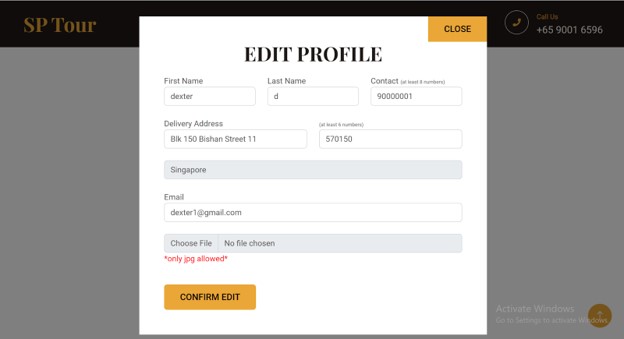 SP Tour
CLOSE
Call Us
+65 9001 6596
EDIT PROFILE
First Name
Last Name
Contact (at least 8 numbers)
dexter
d
90000001
Delivery Address
(at least 6 numbers)
Blk 150 Bishan Street 11
570150
Singapore
Email
dexter1@gmail.com
Choose File No file chosen
*only jpg allowed*
CONFIRM EDIT
Activate Windows
Go to Settings to activate Windows.